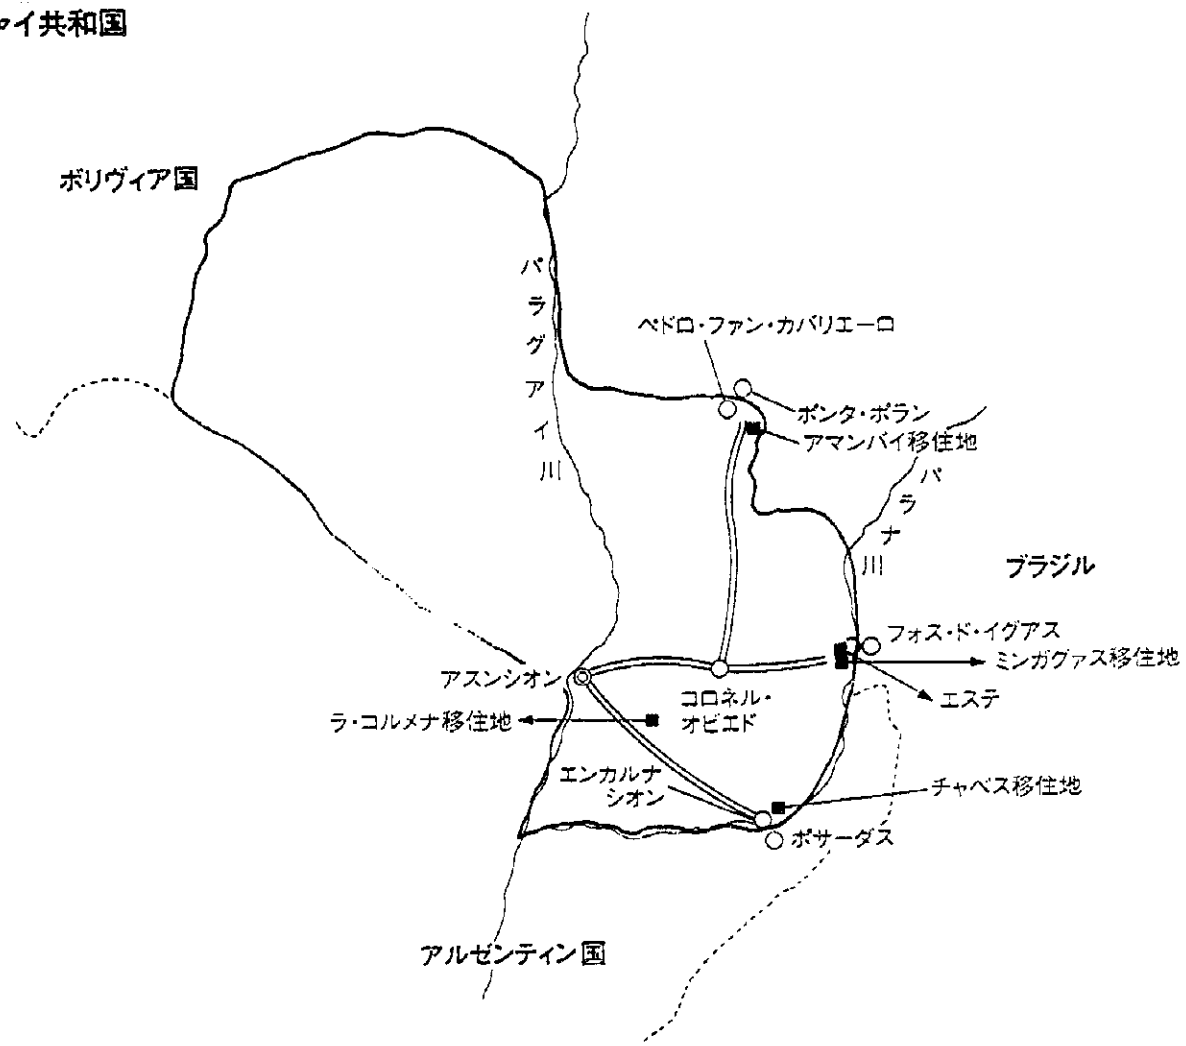 イ共和国
ボリヴィア国
パラグアイ川
ペドロ・ファン・カバリエーロ
ポンタ・ポラン
アマンバイ移住地
パラナ川
ブラジル
フォス・ド・イグアス
ミンガグァス移住地
エステ
アスンシオン
コロネル・
オビエド
ラ・コルメナ移住地
エンカルナ
シオン
チャベス移住地
ポサーダス
アルゼンティン国